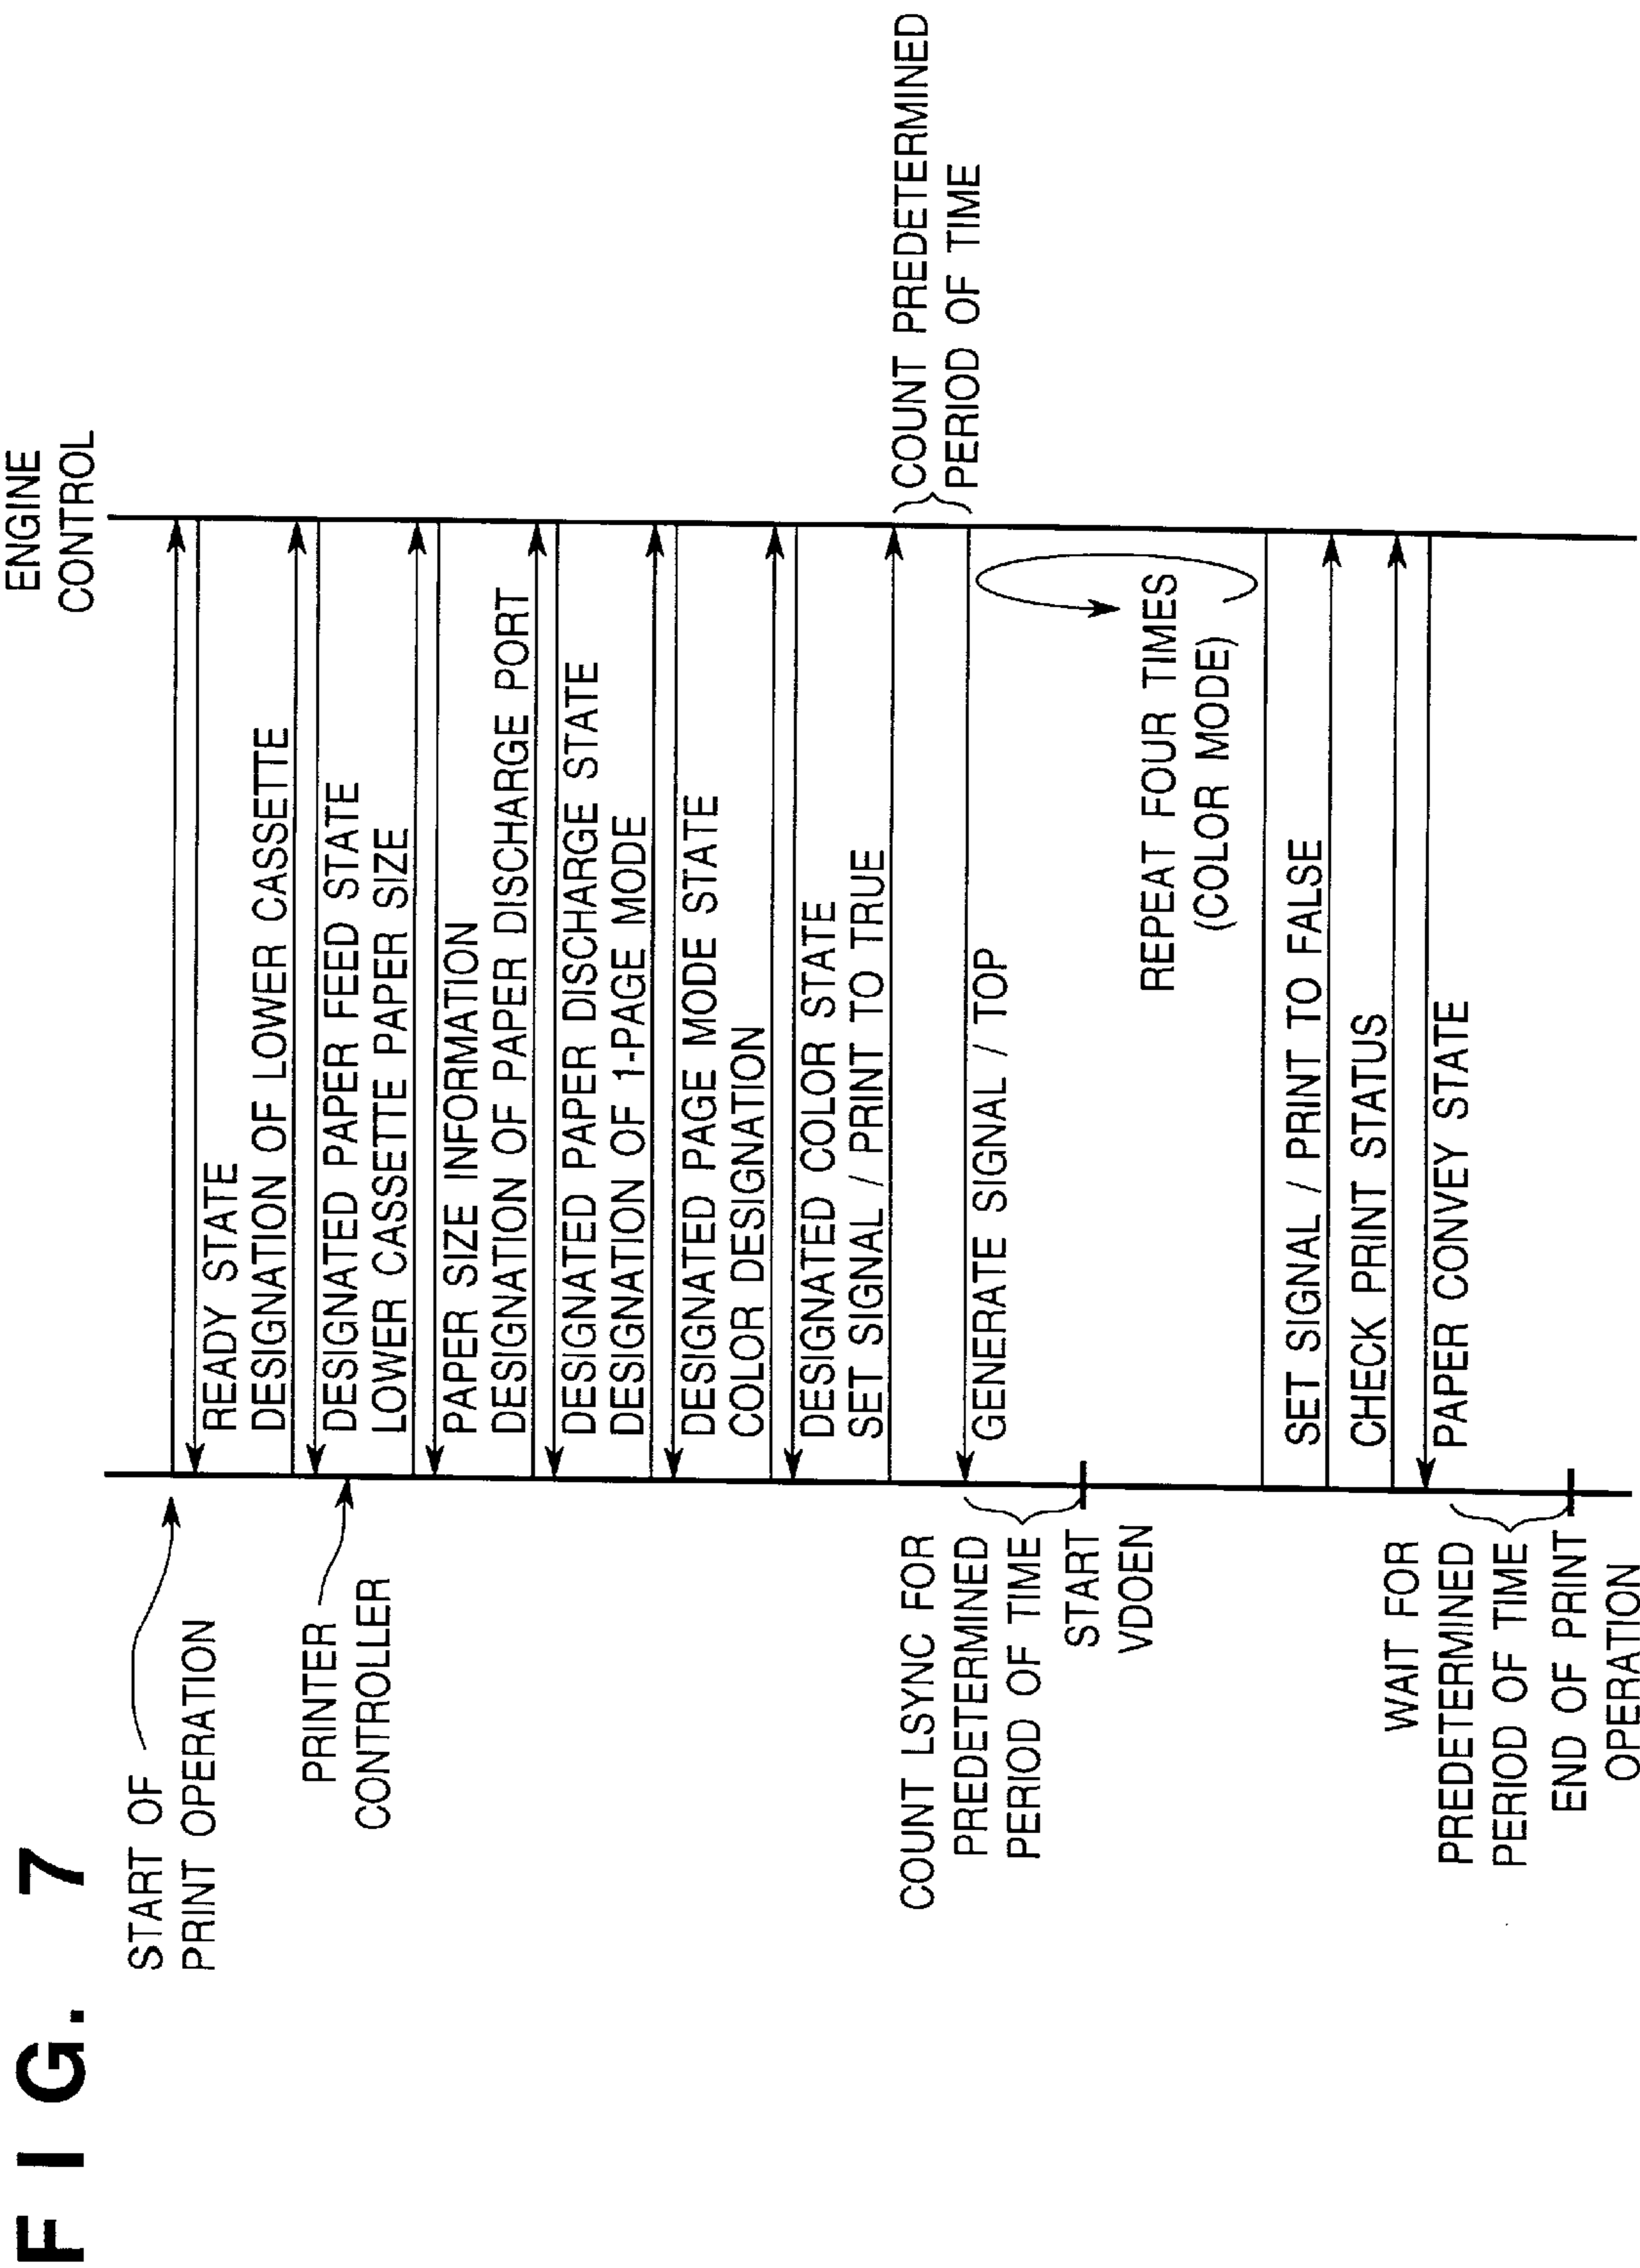 FIG. 7
ENGINE
CONTROL
START OF
PRINT OPERATION
READY STATE
DESIGNATION OF LOWER CASSETTE
PRINTER
CONTROLLER
DESIGNATED PAPER FEED STATE
LOWER CASSETTE PAPER SIZE
PAPER SIZE INFORMATION
DESIGNATION OF PAPER DISCHARGE PORT
DESIGNATED PAPER DISCHARGE STATE
DESIGNATION OF 1-PAGE MODE
DESIGNATED PAGE MODE STATE
COLOR DESIGNATION
DESIGNATED COLOR STATE
SET SIGNAL / PRINT TO TRUE
COUNT PREDETERMINED
PERIOD OF TIME
COUNT LSYNC FOR
PREDETERMINED
PERIOD OF TIME
GENERATE SIGNAL / TOP
START
VDOEN
REPEAT FOUR TIMES
(COLOR MODE)
SET SIGNAL / PRINT TO FALSE
CHECK PRINT STATUS
PAPER CONVEY STATE
WAIT FOR
PREDETERMINED
PERIOD OF TIME
END OF PRINT
OPERATION